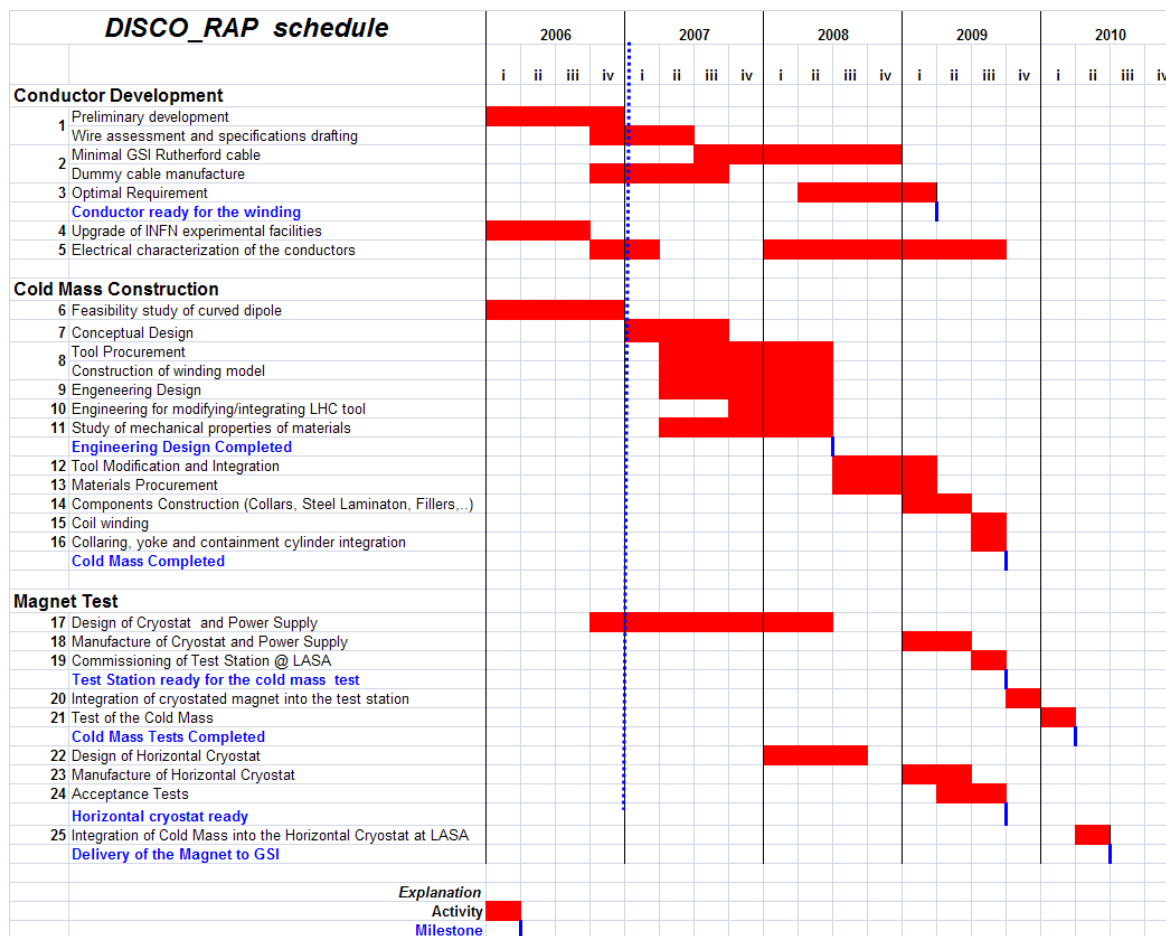 DISCO_RAP schedule
2006 2007 2008 2009 2010
i ii iii iv i ii iii iv i ii iii iv i ii iii iv i ii iii iv
Conductor Development
1 Preliminary development
Wire assessment and specifications drafting
2 Minimal GSI Rutherford cable
Dummy cable manufacture
3 Optimal Requirement
Conductor ready for the winding
4 Upgrade of INFN experimental facilities
5 Electrical characterization of the conductors
Cold Mass Construction
6 Feasibility study of curved dipole
7 Conceptual Design
8 Tool Procurement
Construction of winding model
9 Engeneering Design
10 Engineering for modifying/integrating LHC tool
11 Study of mechanical properties of materials
Engineering Design Completed
12 Tool Modification and Integration
13 Materials Procurement
14 Components Construction (Collars, Steel Laminaton, Fillers,..)
15 Coil winding
16 Collaring, yoke and containment cylinder integration
Cold Mass Completed
Magnet Test
17 Design of Cryostat and Power Supply
18 Manufacture of Cryostat and Power Supply
19 Commissioning of Test Station @ LASA
Test Station ready for the cold mass test
20 Integration of cryostated magnet into the test station
21 Test of the Cold Mass
Cold Mass Tests Completed
22 Design of Horizontal Cryostat
23 Manufacture of Horizontal Cryostat
24 Acceptance Tests
Horizontal cryostat ready
25 Integration of Cold Mass into the Horizontal Cryostat at LASA
Delivery of the Magnet to GSI
Explanation
Activity
Milestone